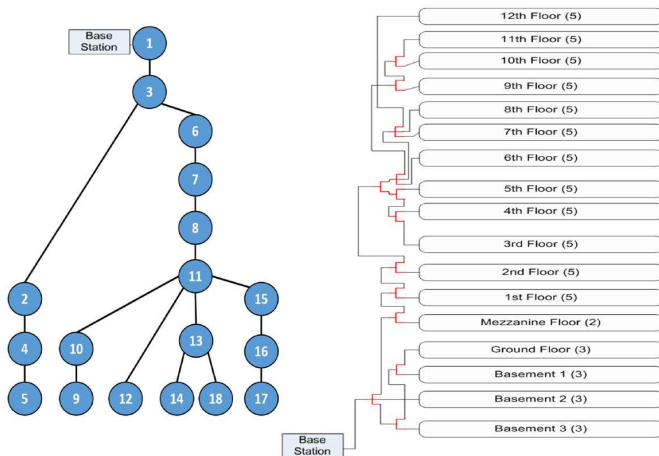 Base
Station
1
3
6
7
8
11
2
15
4
10
13
16
5
9
12
14
18
17
12th Floor (5)
11th Floor (5)
10th Floor (5)
9th Floor (5)
8th Floor (5)
7th Floor (5)
6th Floor (5)
5th Floor (5)
4th Floor (5)
3rd Floor (5)
2nd Floor (5)
1st Floor (5)
Mezzanine Floor (2)
Ground Floor (3)
Basement 1 (3)
Basement 2 (3)
Basement 3 (3)
Base
Station